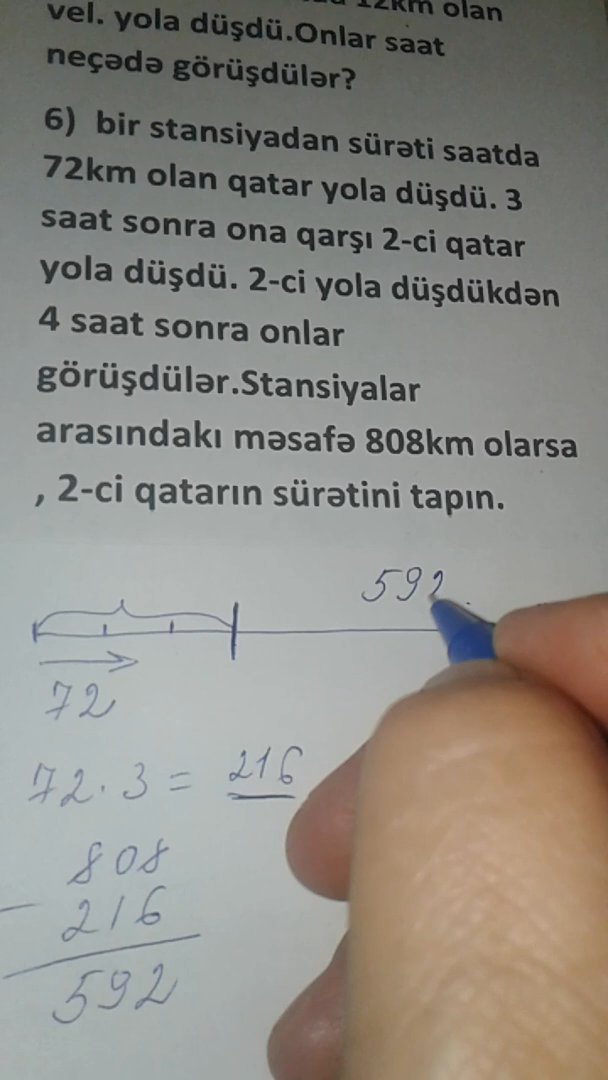 12km olan
vel. yola düşdü.Onlar saat
neçədə görüşdülər?
6) bir stansiyadan sürəti saatda
72km olan qatar yola düşdü. 3
saat sonra ona qarşı 2-ci qatar
yola düşdü. 2-ci yola düşdükdən
4 saat sonra onlar
görüşdülər.Stansiyalar
arasındakı məsafə 808km olarsa
, 2-ci qatarın sürətini tapın.
592
72
72 · 3 = 216
808
- 216
592